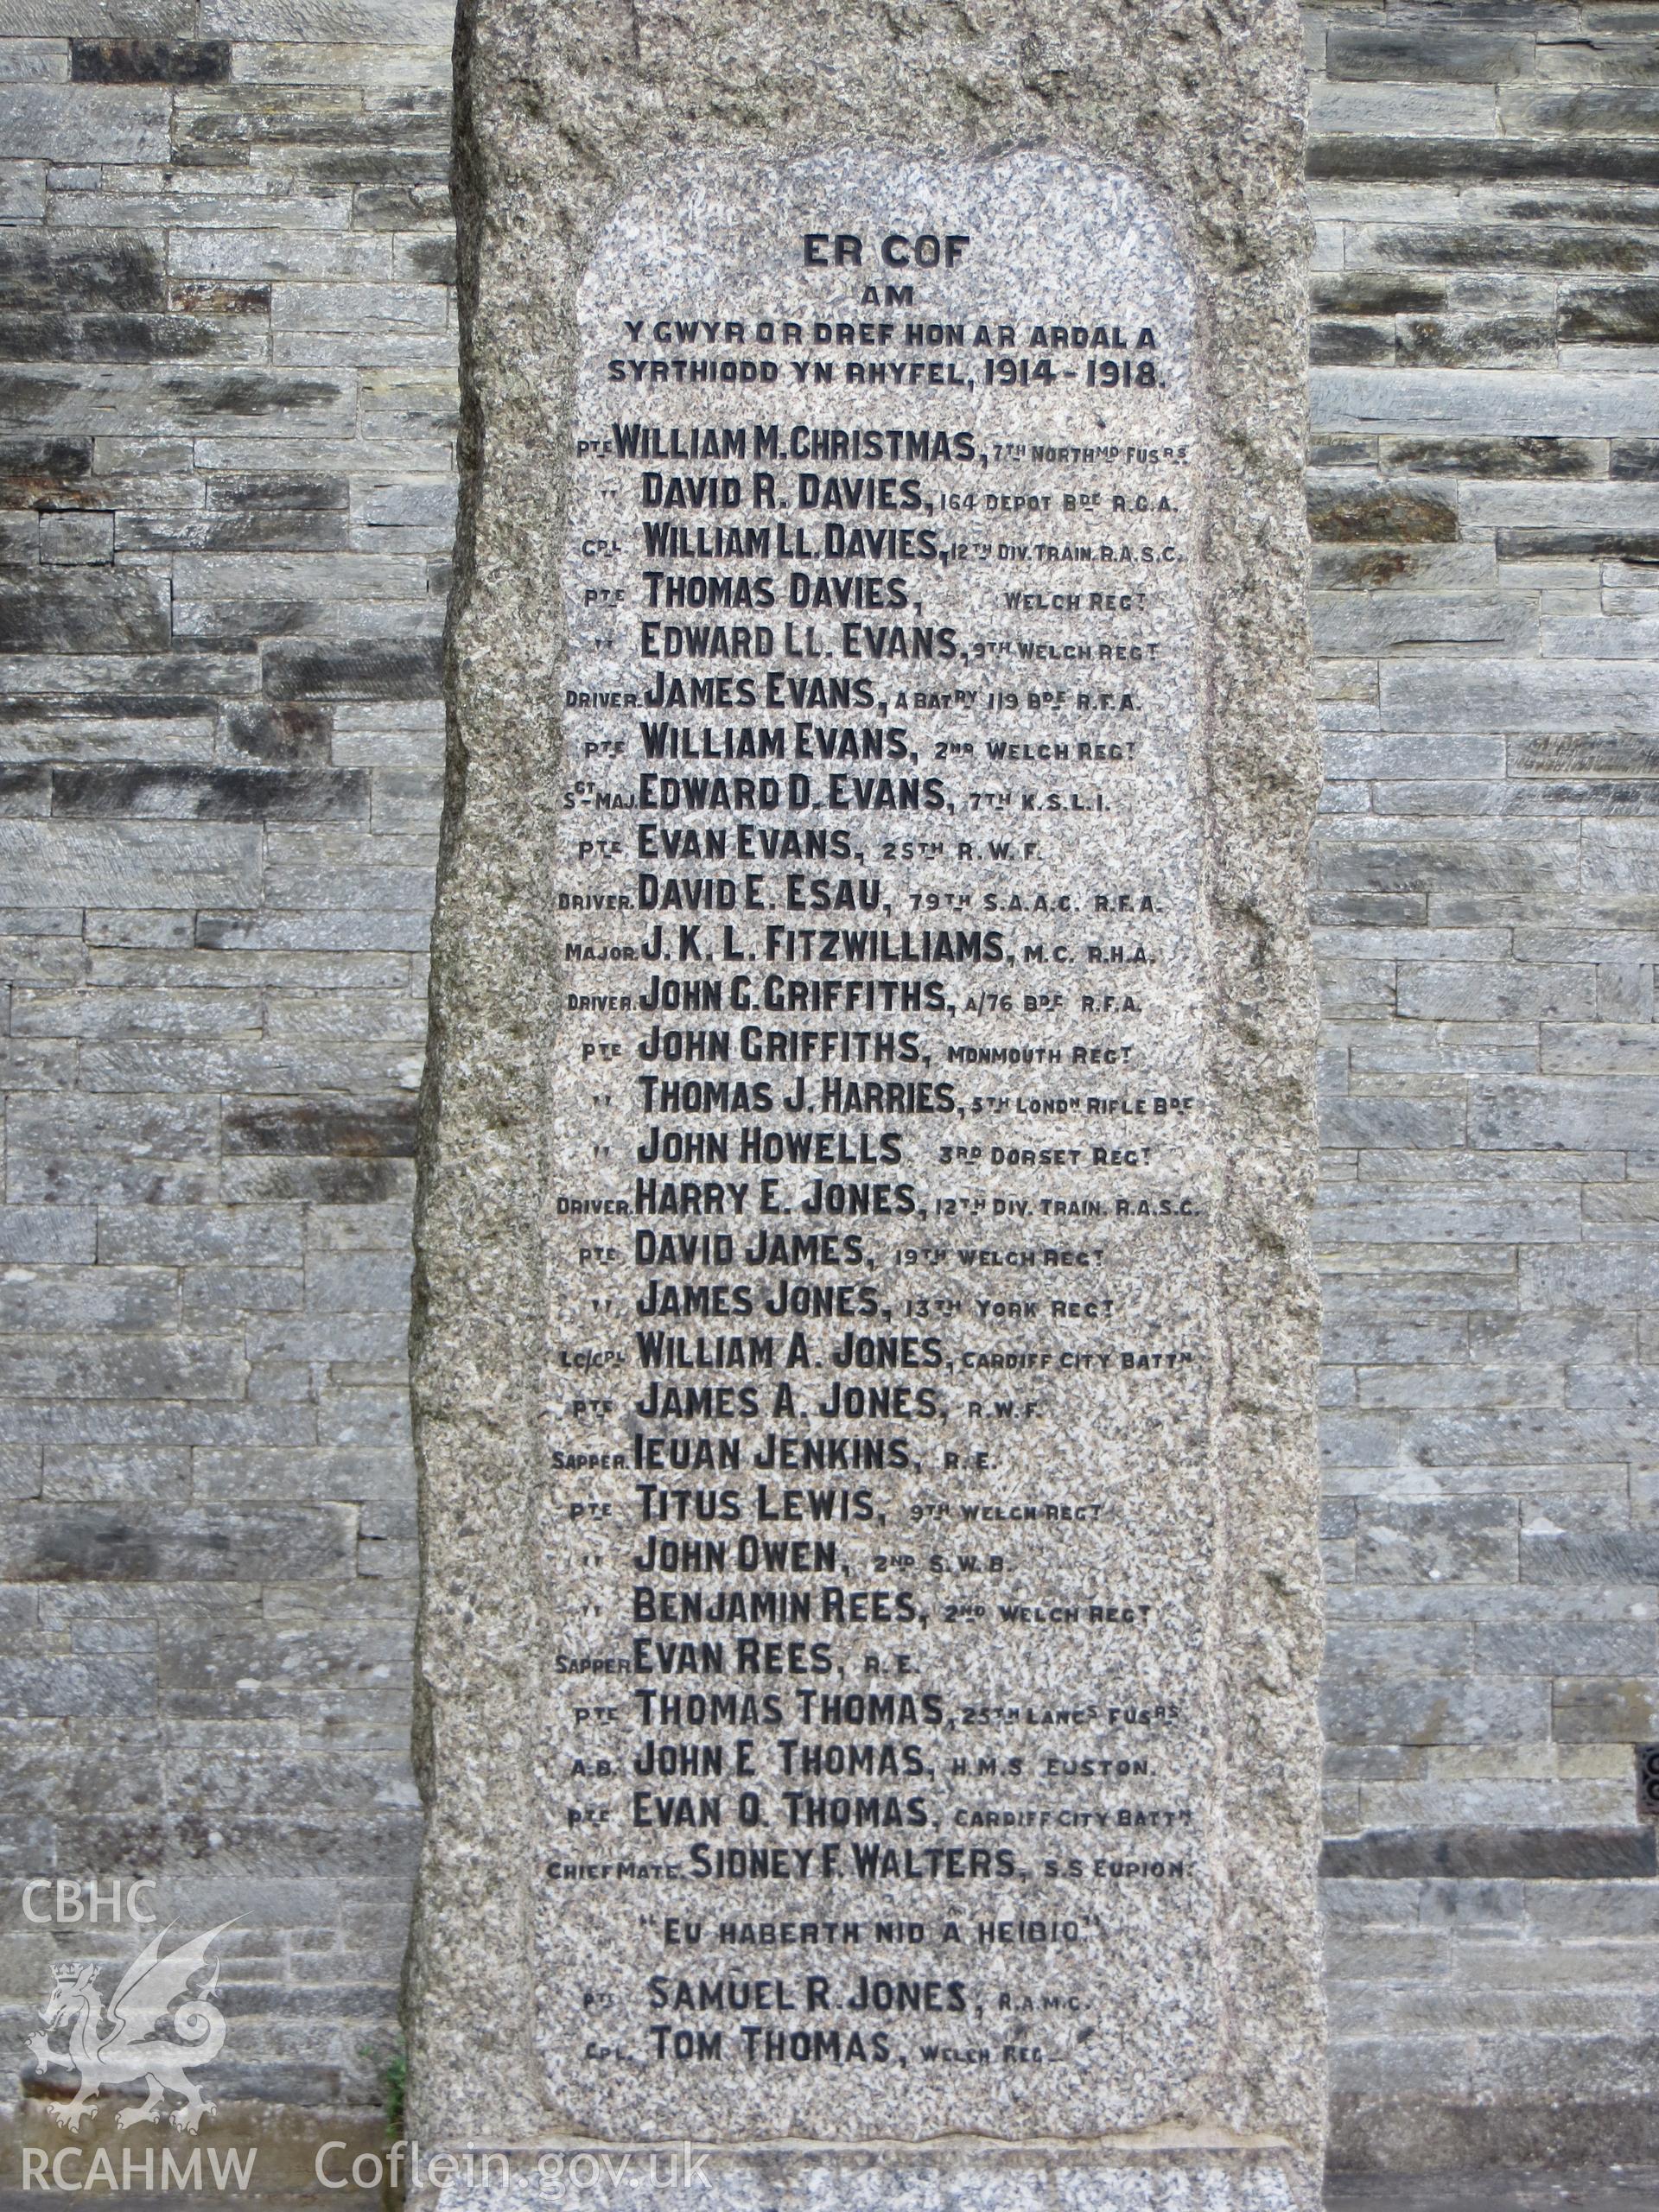 ER COF
AM
Y GWYR O'R DREF HON A'R ARDAL A
SYRTHIODD YN RHYFEL, 1914-1918.
PTE WILLIAM M. CHRISTMAS, 7TH NORTHMD FUSRS
" DAVID R. DAVIES, 164 DEPOT BDE R.G.A.
CPL WILLIAM LL. DAVIES, 12TH DIV. TRAIN. R.A.S.C.
PTE THOMAS DAVIES, WELCH REGT
" EDWARD LL. EVANS, 9TH WELCH REGT
DRIVER. JAMES EVANS, A BATRY 119 BDE R.F.A.
PTE WILLIAM EVANS, 2ND WELCH REGT
SGT MAJ. EDWARD D. EVANS, 7TH K.S.L.I.
PTE EVAN EVANS, 25TH R.W.F.
DRIVER. DAVID E. ESAU, 79TH S.A.A.C. R.F.A.
MAJOR. J. K. L. FITZWILLIAMS, M.C. R.H.A.
DRIVER. JOHN G. GRIFFITHS, A/76 BDE R.F.A.
PTE JOHN GRIFFITHS, MONMOUTH REGT
" THOMAS J. HARRIES, 5TH LONDN RIFLE BDE
" JOHN HOWELLS 3RD DORSET REGT
DRIVER. HARRY E. JONES, 12TH DIV. TRAIN. R.A.S.C.
PTE DAVID JAMES, 19TH WELCH REGT
" JAMES JONES, 13TH YORK REGT
LC/CPL WILLIAM A. JONES, CARDIFF CITY BATTN
PTE JAMES A. JONES, R.W.F.
SAPPER. IEUAN JENKINS, R.E.
PTE TITUS LEWIS, 9TH WELCH REGT
" JOHN OWEN, 2ND S.W.B.
" BENJAMIN REES, 2ND WELCH REGT
SAPPER EVAN REES, R.E.
PTE THOMAS THOMAS, 25TH LANCS FUSRS
A.B. JOHN E THOMAS, H.M.S EUSTON.
PTE EVAN O. THOMAS, CARDIFF CITY BATTN
CHIEF MATE. SIDNEY F. WALTERS, S.S EUPION.
"EU HABERTH NID Â HEIBIO."
PTE SAMUEL R. JONES, R.A.M.C.
CPL. TOM THOMAS, WELCH REG
CBHC
RCAHMW Coflein.gov.uk